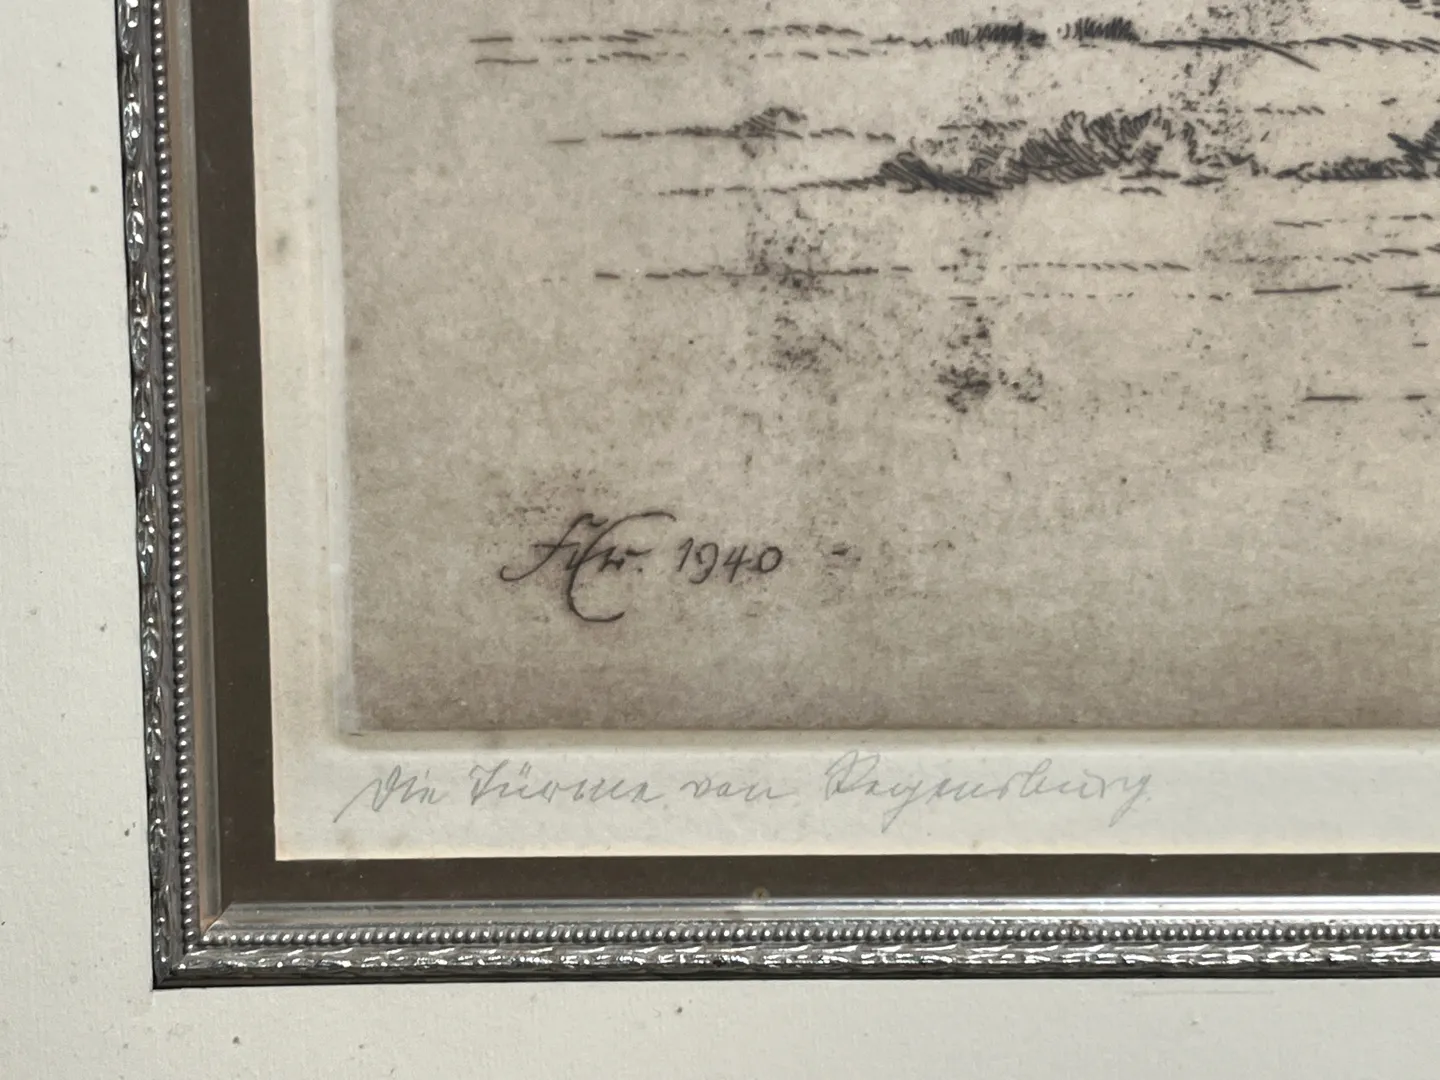 1940
Die Türme von Regensburg.